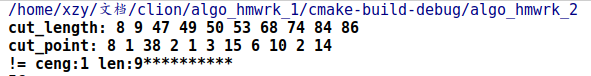 /home/xzy/文档/clion/algo_hmwrk_1/cmake-build-debug/algo_hmwrk_2
cut_length: 8 9 47 49 50 53 68 74 84 86
cut_point: 8 1 38 2 1 3 15 6 10 2 14
!= ceng:1 len:9**********